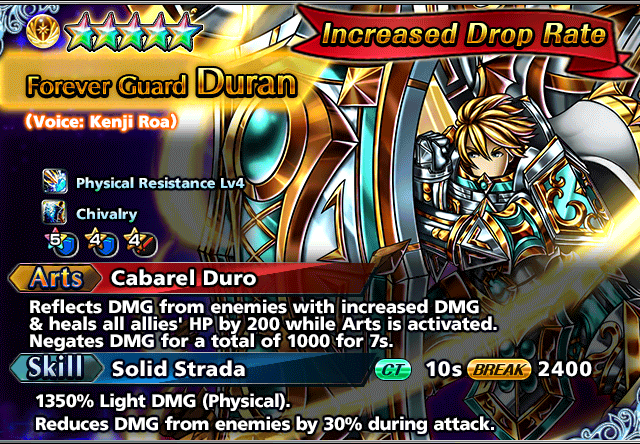 Increased Drop Rate
Forever Guard Duran
(Voice: Kenji Roa)
Physical Resistance Lv4
Chivalry
5 4 4
Arts Cabarel Duro
Reflects DMG from enemies with increased DMG
& heals all allies' HP by 200 while Arts is activated.
Negates DMG for a total of 1000 for 7s.
Skill Solid Strada CT 10s BREAK 2400
1350% Light DMG (Physical).
Reduces DMG from enemies by 30% during attack.